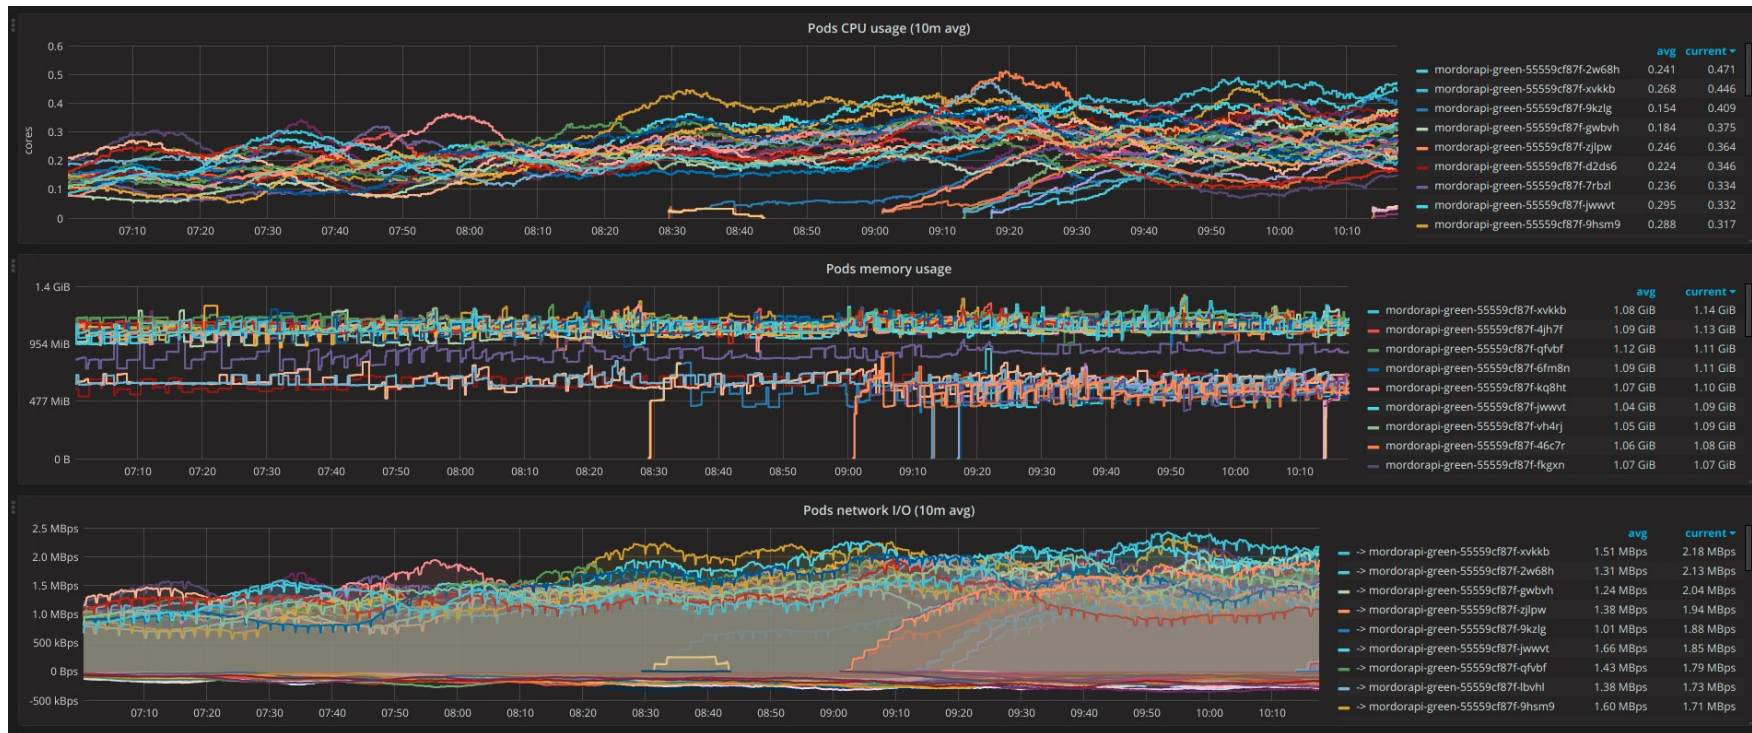 Pods CPU usage (10m avg)
cores
0.6
0.5
0.4
0.3
0.2
0.1
0
07:10 07:20 07:30 07:40 07:50 08:00 08:10 08:20 08:30 08:40 08:50 09:00 09:10 09:20 09:30 09:40 09:50 10:00 10:10
avg current
mordorapi-green-55559cf87f-2w68h 0.241 0.471
mordorapi-green-55559cf87f-xvkkb 0.268 0.446
mordorapi-green-55559cf87f-9kzlg 0.154 0.409
mordorapi-green-55559cf87f-gwbvh 0.184 0.375
mordorapi-green-55559cf87f-zjlpw 0.246 0.364
mordorapi-green-55559cf87f-d2ds6 0.224 0.346
mordorapi-green-55559cf87f-7rbzl 0.236 0.334
mordorapi-green-55559cf87f-jwwvt 0.295 0.332
mordorapi-green-55559cf87f-9hsm9 0.288 0.317
Pods memory usage
1.4 GiB
954 MiB
477 MiB
0 B
07:10 07:20 07:30 07:40 07:50 08:00 08:10 08:20 08:30 08:40 08:50 09:00 09:10 09:20 09:30 09:40 09:50 10:00 10:10
avg current
mordorapi-green-55559cf87f-xvkkb 1.08 GiB 1.14 GiB
mordorapi-green-55559cf87f-4jh7f 1.09 GiB 1.13 GiB
mordorapi-green-55559cf87f-qfvbf 1.12 GiB 1.11 GiB
mordorapi-green-55559cf87f-6fm8n 1.09 GiB 1.11 GiB
mordorapi-green-55559cf87f-kq8ht 1.07 GiB 1.10 GiB
mordorapi-green-55559cf87f-jwwvt 1.04 GiB 1.09 GiB
mordorapi-green-55559cf87f-vh4rj 1.05 GiB 1.09 GiB
mordorapi-green-55559cf87f-46c7r 1.06 GiB 1.08 GiB
mordorapi-green-55559cf87f-fkgxn 1.07 GiB 1.07 GiB
Pods network I/O (10m avg)
2.5 MBps
2.0 MBps
1.5 MBps
1.0 MBps
500 kBps
0 Bps
-500 kBps
07:10 07:20 07:30 07:40 07:50 08:00 08:10 08:20 08:30 08:40 08:50 09:00 09:10 09:20 09:30 09:40 09:50 10:00 10:10
avg current
-> mordorapi-green-55559cf87f-xvkkb 1.51 MBps 2.18 MBps
-> mordorapi-green-55559cf87f-2w68h 1.31 MBps 2.13 MBps
-> mordorapi-green-55559cf87f-gwbvh 1.24 MBps 2.04 MBps
-> mordorapi-green-55559cf87f-zjlpw 1.38 MBps 1.94 MBps
-> mordorapi-green-55559cf87f-9kzlg 1.01 MBps 1.88 MBps
-> mordorapi-green-55559cf87f-jwwvt 1.66 MBps 1.85 MBps
-> mordorapi-green-55559cf87f-qfvbf 1.43 MBps 1.79 MBps
-> mordorapi-green-55559cf87f-lbvhl 1.38 MBps 1.73 MBps
-> mordorapi-green-55559cf87f-9hsm9 1.60 MBps 1.71 MBps